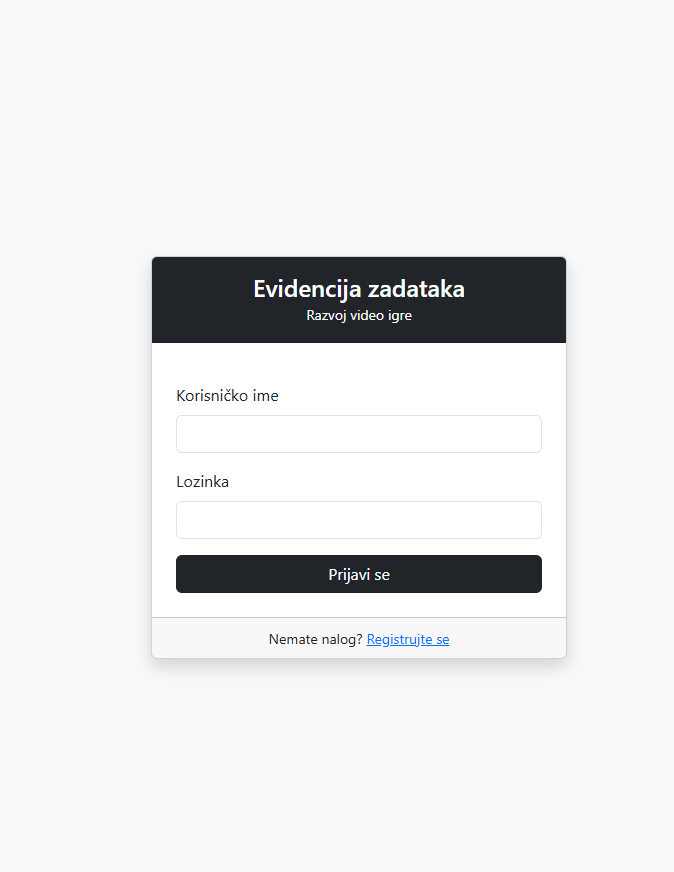 Evidencija zadataka
Razvoj video igre
Korisničko ime
Lozinka
Prijavi se
Nemate nalog? Registrujte se